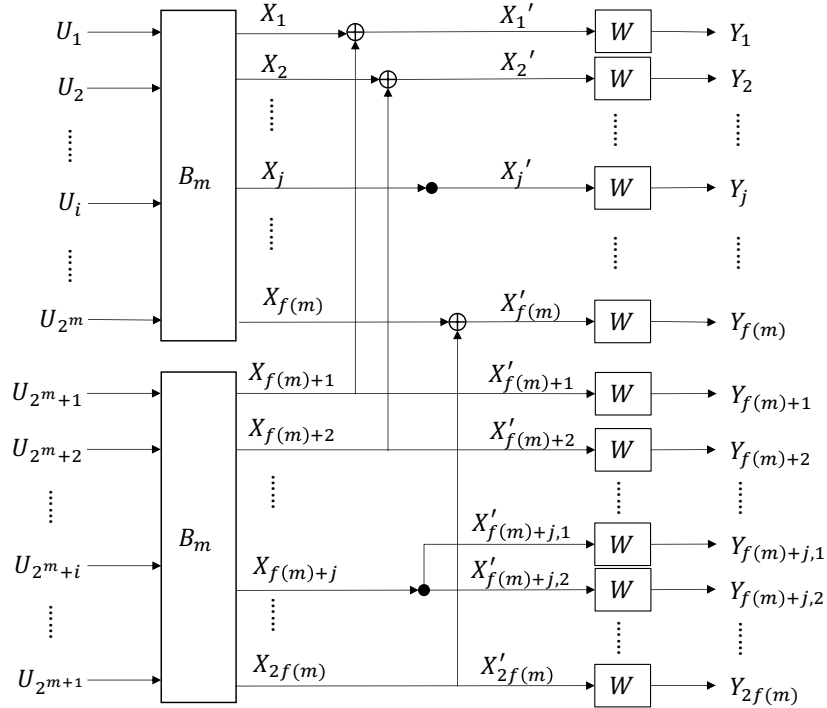 U_1 X_1 X_1' W Y_1
U_2 X_2 X_2' W Y_2
B_m
U_i X_j X_j' W Y_j
U_{2^m} X_{f(m)} X'_{f(m)} W Y_{f(m)}
U_{2^m+1} X_{f(m)+1} X'_{f(m)+1} W Y_{f(m)+1}
U_{2^m+2} X_{f(m)+2} X'_{f(m)+2} W Y_{f(m)+2}
B_m X'_{f(m)+j,1} W Y_{f(m)+j,1}
U_{2^m+i} X_{f(m)+j} X'_{f(m)+j,2} W Y_{f(m)+j,2}
U_{2^{m+1}} X_{2f(m)} X'_{2f(m)} W Y_{2f(m)}